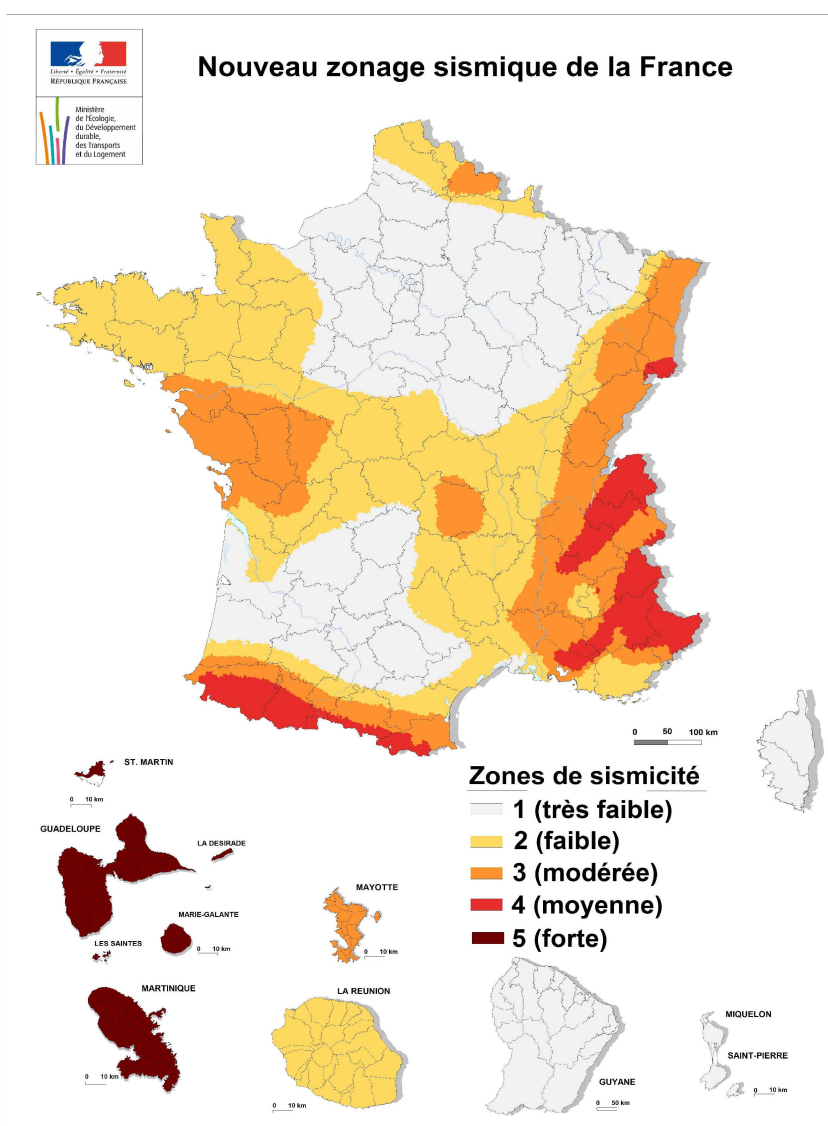 Liberté • Égalité • Fraternité
RÉPUBLIQUE FRANÇAISE
Ministère
de l'Écologie,
du Développement
durable,
des Transports
et du Logement
Nouveau zonage sismique de la France
0 50 100 km
ST. MARTIN
0 10 km
GUADELOUPE
LA DESIRADE
MARIE-GALANTE
0 10 km
LES SAINTES
MARTINIQUE
0 10 km
MAYOTTE
0 10 km
LA REUNION
0 10 km
Zones de sismicité
1 (très faible)
2 (faible)
3 (modérée)
4 (moyenne)
5 (forte)
GUYANE
0 50 km
MIQUELON
SAINT-PIERRE
0 10 km